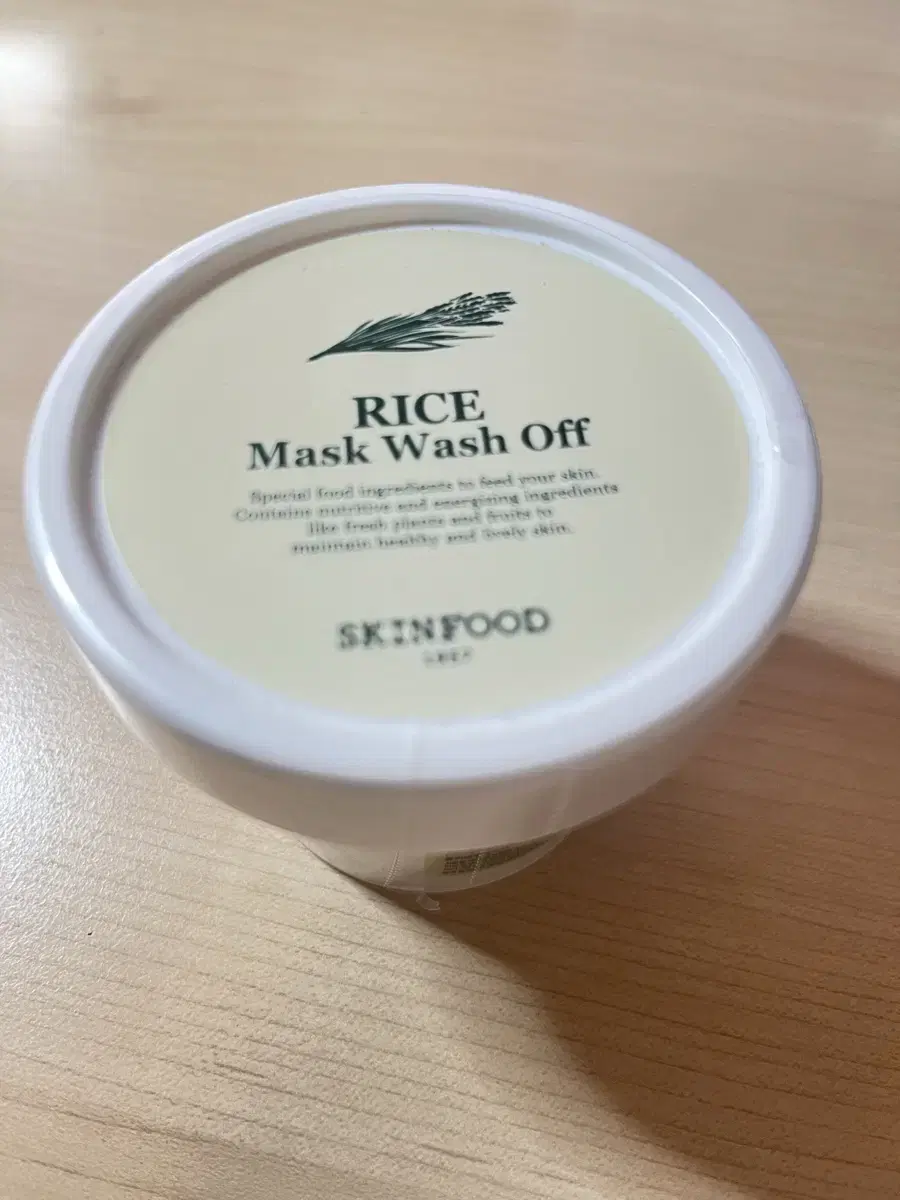 RICE
Mask Wash Off
Special food ingredients to feed your skin.
Contains nutritive and energizing ingredients
like fresh plants and fruits to
maintain healthy and lively skin.
SKINFOOD